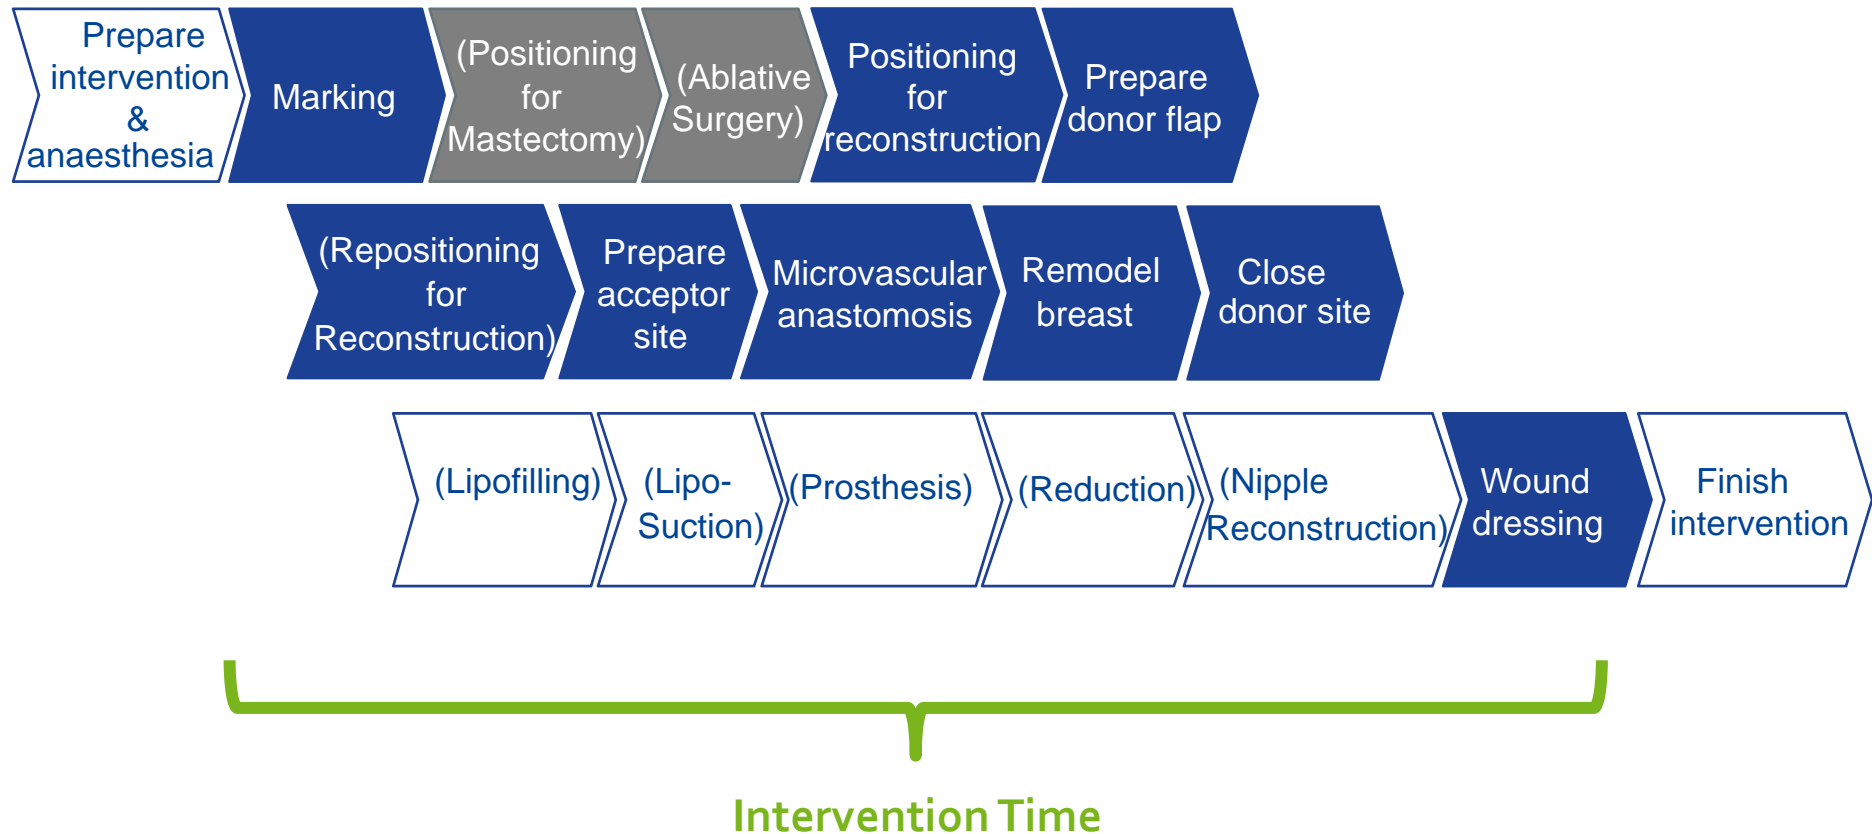 Prepare
intervention
&
anaesthesia
Marking
(Positioning
for
Mastectomy)
(Ablative
Surgery)
Positioning
for
reconstruction
Prepare
donor flap
(Repositioning
for
Reconstruction)
Prepare
acceptor
site
Microvascular
anastomosis
Remodel
breast
Close
donor site
(Lipofilling)
(Lipo-
Suction)
(Prosthesis)
(Reduction)
(Nipple
Reconstruction)
Wound
dressing
Finish
intervention
Intervention Time